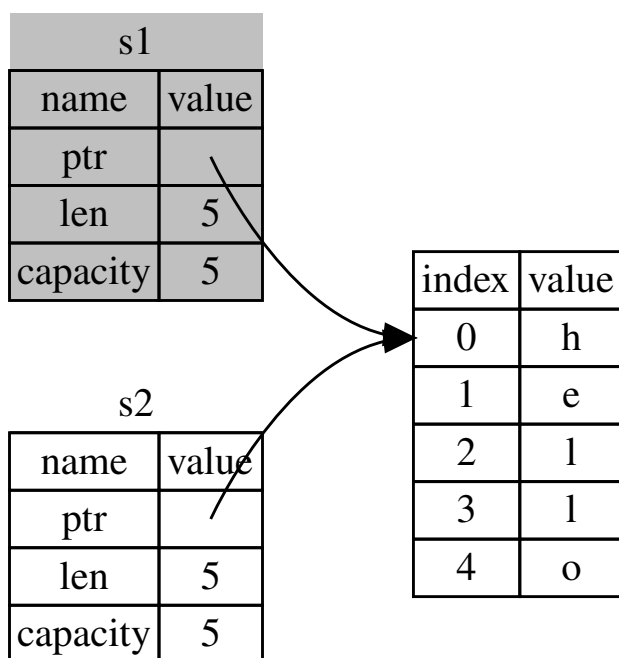 s1
name value
ptr
len 5
capacity 5
s2
name value
ptr
len 5
capacity 5
index value
0 h
1 e
2 l
3 l
4 o